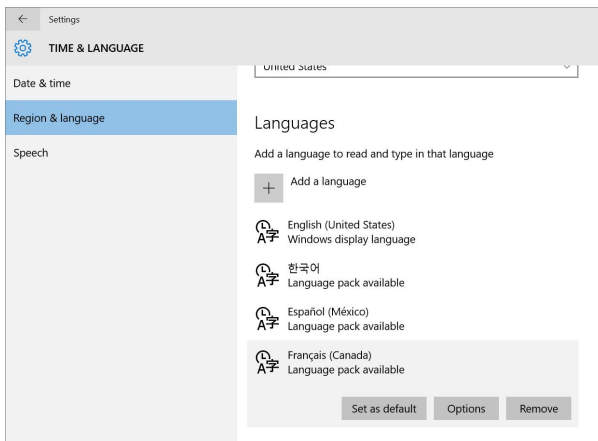 Settings
TIME & LANGUAGE
Date & time
Region & language
Speech
United States
Languages
Add a language to read and type in that language
Add a language
English (United States)
Windows display language
한국어
Language pack available
Español (México)
Language pack available
Français (Canada)
Language pack available
Set as default Options Remove